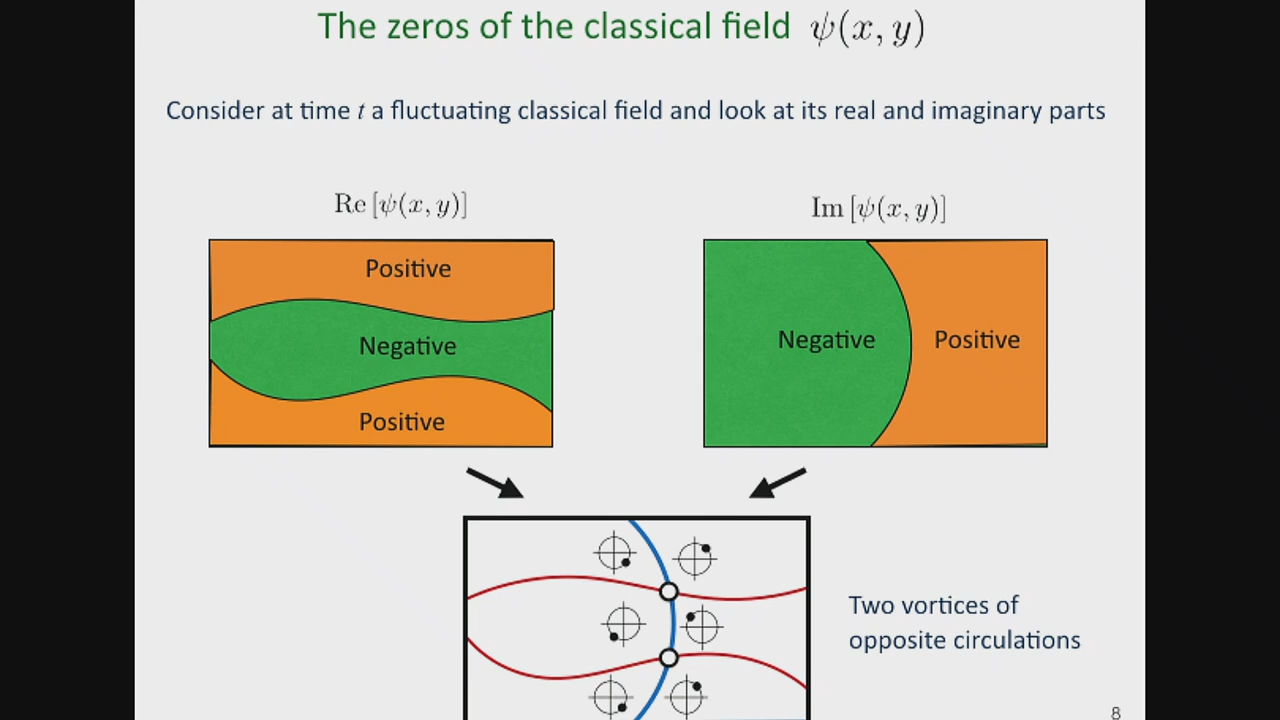 The zeros of the classical field ψ(x, y)
Consider at time t a fluctuating classical field and look at its real and imaginary parts
Re [ψ(x, y)]
Im [ψ(x, y)]
Positive
Negative
Positive
Negative
Positive
Two vortices of
opposite circulations
8